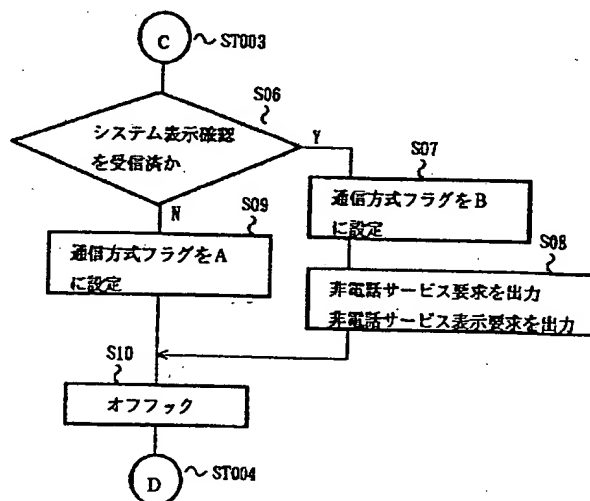 C
ST003
S06
システム表示確認
を受信済か
Y
N
S07
通信方式フラグをB
に設定
S09
通信方式フラグをA
に設定
S08
非電話サービス要求を出力
非電話サービス表示要求を出力
S10
オフフック
D
ST004